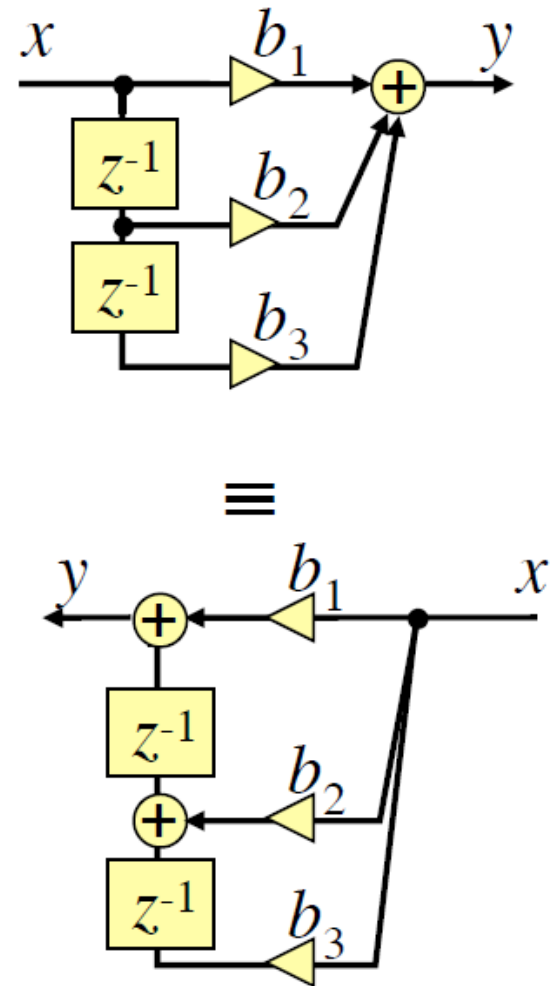 x b₁ + y
z⁻¹
b₂
z⁻¹
b₃
≡
y + b₁ x
z⁻¹
b₂
+
z⁻¹
b₃